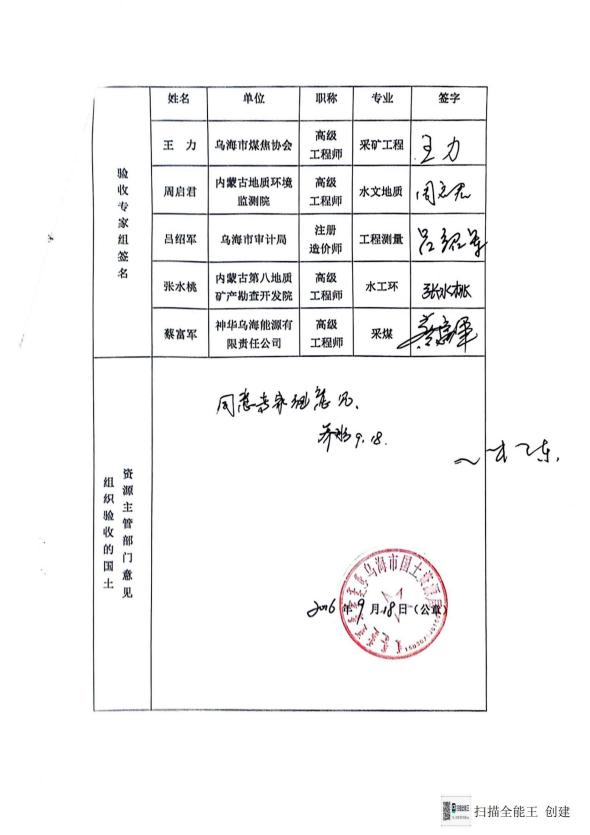 姓名 单位 职称 专业 签字
验收专家组签名
王 力 乌海市煤焦协会 高级工程师 采矿工程 王力
周启君 内蒙古地质环境监测院 高级工程师 水文地质 周启君
吕绍军 乌海市审计局 注册造价师 工程测量 吕绍军
张水桃 内蒙古第八地质矿产勘查开发院 高级工程师 水工环 张水桃
蔡富军 神华乌海能源有限责任公司 高级工程师 采煤 蔡富军
组织验收的国土
资源主管部门意见
同意专家组意见.
9.18.
乌海市国土资源局
2016年9月18日（公章）
扫描全能王 创建